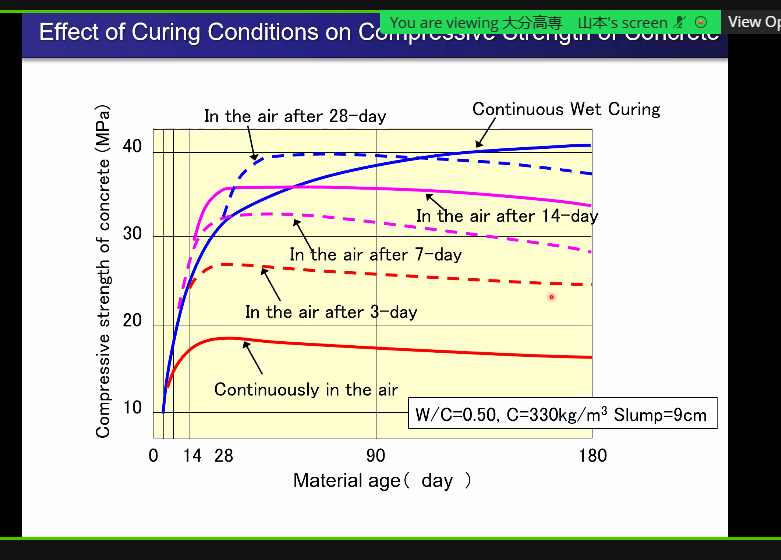 You are viewing 大分高専 山本's screen
View Op
Effect of Curing Conditions on Compressive Strength of Concrete
In the air after 28-day
Continuous Wet Curing
Compressive strength of concrete (MPa)
40
30
20
10
In the air after 14-day
In the air after 7-day
In the air after 3-day
Continuously in the air
W/C=0.50, C=330kg/m³ Slump=9cm
0 14 28 90 180
Material age( day )